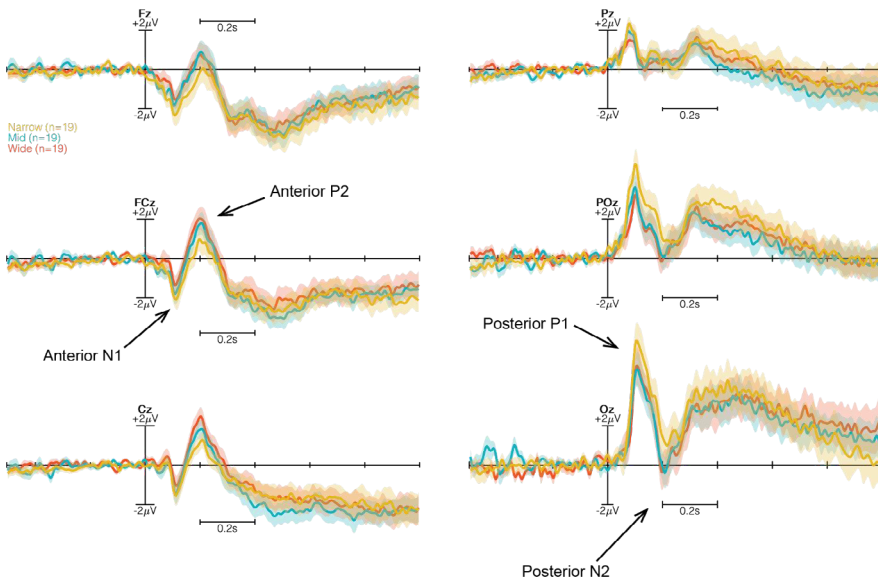 Fz
+2µV
0.2s
-2µV
Narrow (n=19)
Mid (n=19)
Wide (n=19)
FCz
+2µV
Anterior P2
-2µV
0.2s
Anterior N1
Cz
+2µV
-2µV
0.2s
Pz
+2µV
-2µV
0.2s
POz
+2µV
-2µV
0.2s
Posterior P1
Oz
+2µV
-2µV
0.2s
Posterior N2